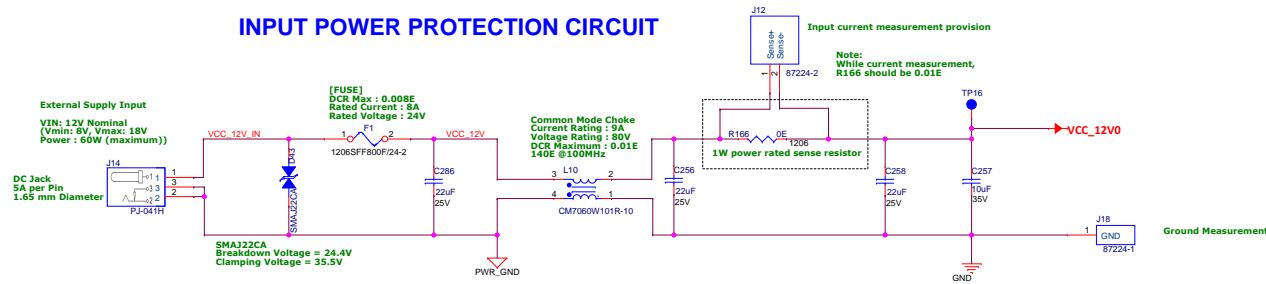 INPUT POWER PROTECTION CIRCUIT
J12
Input current measurement provision
Sense+
Sense-
1
2
87224-2
Note:
While current measurement,
R166 should be 0.01E
External Supply Input
VIN: 12V Nominal
(Vmin: 8V, Vmax: 18V
Power : 60W (maximum))
[FUSE]
DCR Max : 0.008E
Rated Current : 8A
Rated Voltage : 24V
Common Mode Choke
Current Rating : 9A
Voltage Rating : 80V
DCR Maximum : 0.01E
140E @100MHz
TP16
VCC_12V_IN
1
F1
2
1206SFF800F/24-2
VCC_12V
R166
0E
1206
1W power rated sense resistor
VCC_12V0
J14
DC Jack
5A per Pin
1.65 mm Diameter
1
3
2
1
3
2
PJ-041H
D43
SMAJ22CA
C286
22uF
25V
L10
3
2
4
1
CM7060W101R-10
C256
22uF
25V
C258
22uF
25V
C257
10uF
35V
J18
1
GND
87224-1
Ground Measurement
SMAJ22CA
Breakdown Voltage = 24.4V
Clamping Voltage = 35.5V
PWR_GND
GND